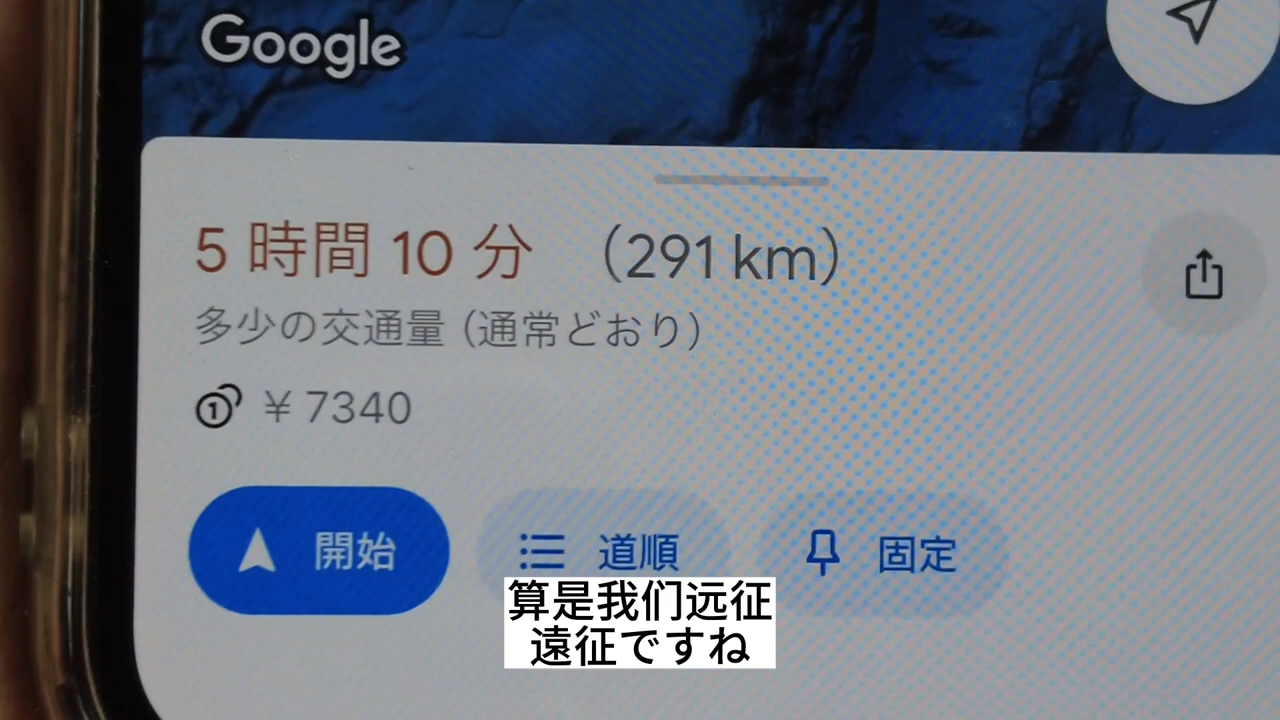 Google
5 時間 10 分 (291 km)
多少の交通量 (通常どおり)
① ¥ 7340
開始 道順 固定
算是我们远征
遠征ですね